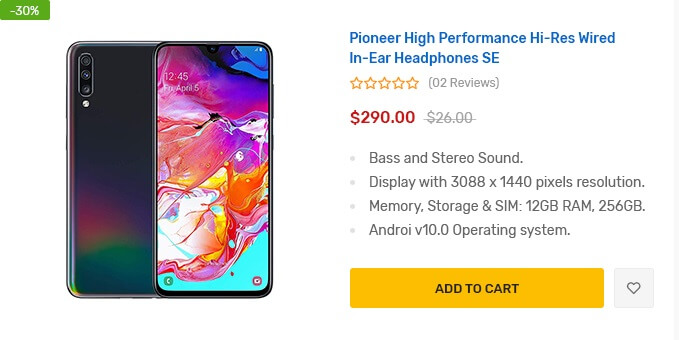 -30%
12:45
Fri, April 5
Pioneer High Performance Hi-Res Wired
In-Ear Headphones SE
(02 Reviews)
$290.00 $26.00
Bass and Stereo Sound.
Display with 3088 x 1440 pixels resolution.
Memory, Storage & SIM: 12GB RAM, 256GB.
Androi v10.0 Operating system.
ADD TO CART